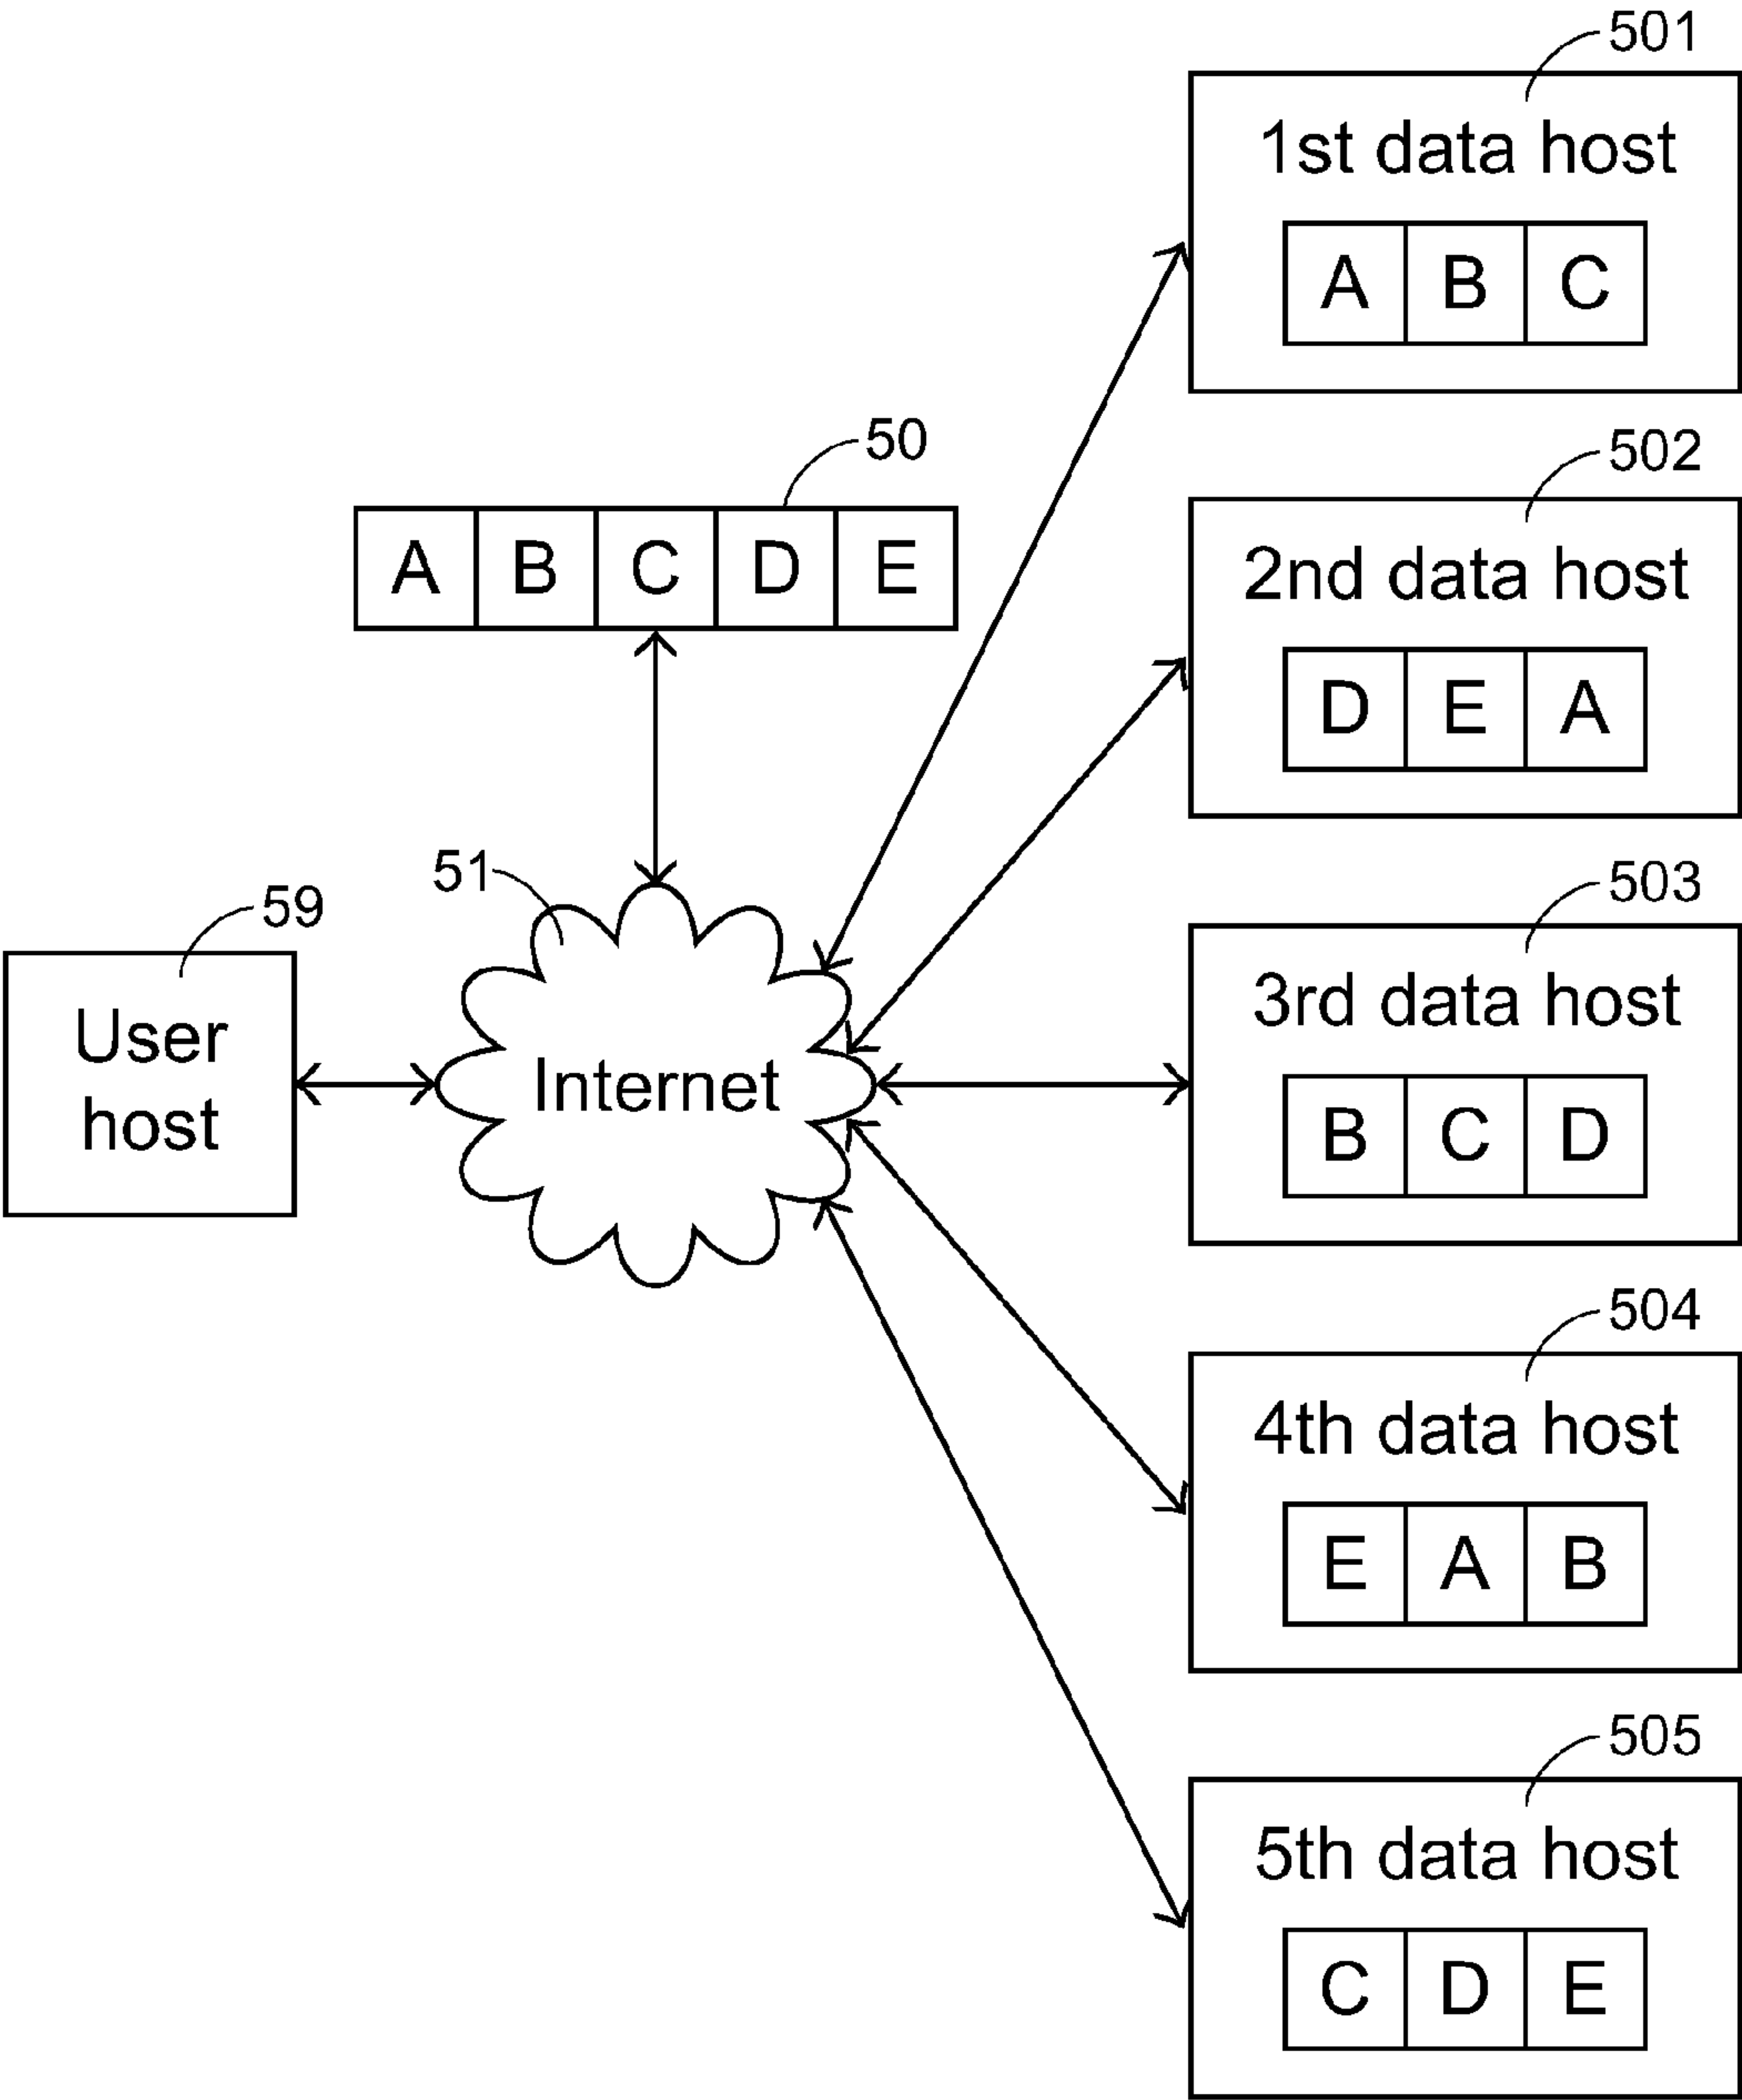 501
1st data host
A B C
50
A B C D E
502
2nd data host
D E A
51
59
User
host
Internet
503
3rd data host
B C D
504
4th data host
E A B
505
5th data host
C D E